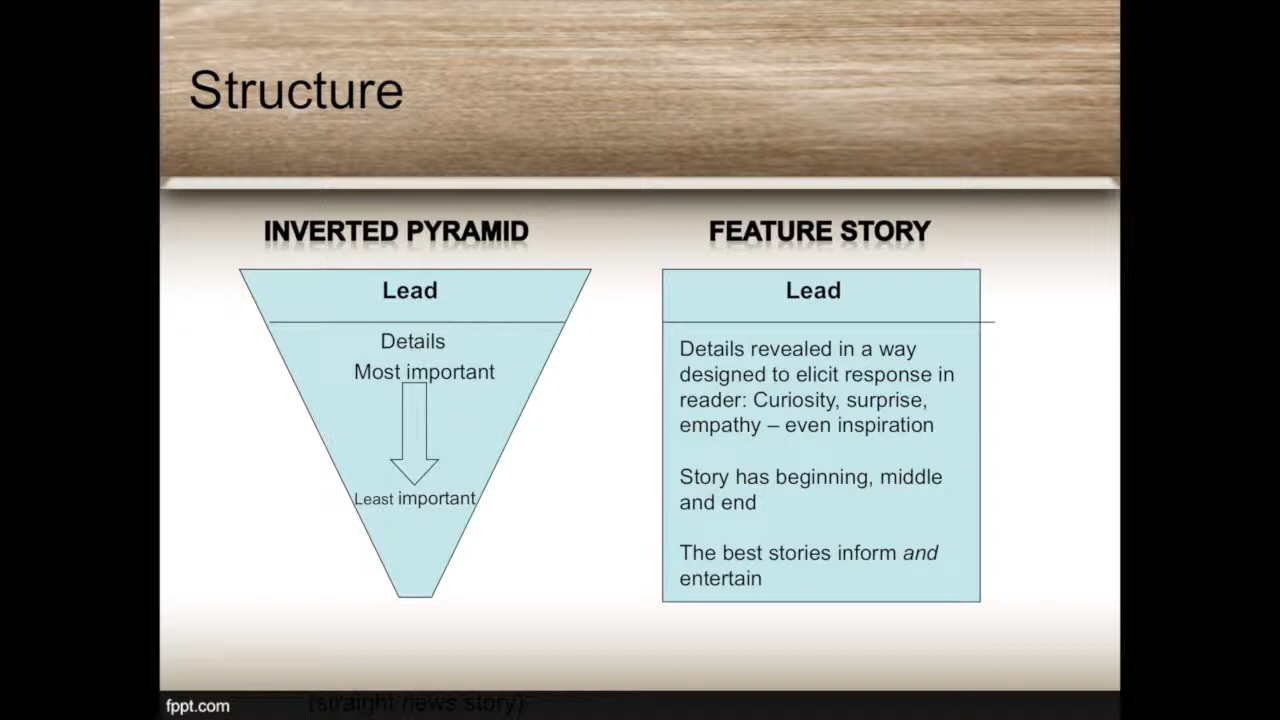 Structure
INVERTED PYRAMID
Lead
Details
Most important
Least important
FEATURE STORY
Lead
Details revealed in a way
designed to elicit response in
reader: Curiosity, surprise,
empathy – even inspiration
Story has beginning, middle
and end
The best stories inform and
entertain
(straight news story)
fppt.com